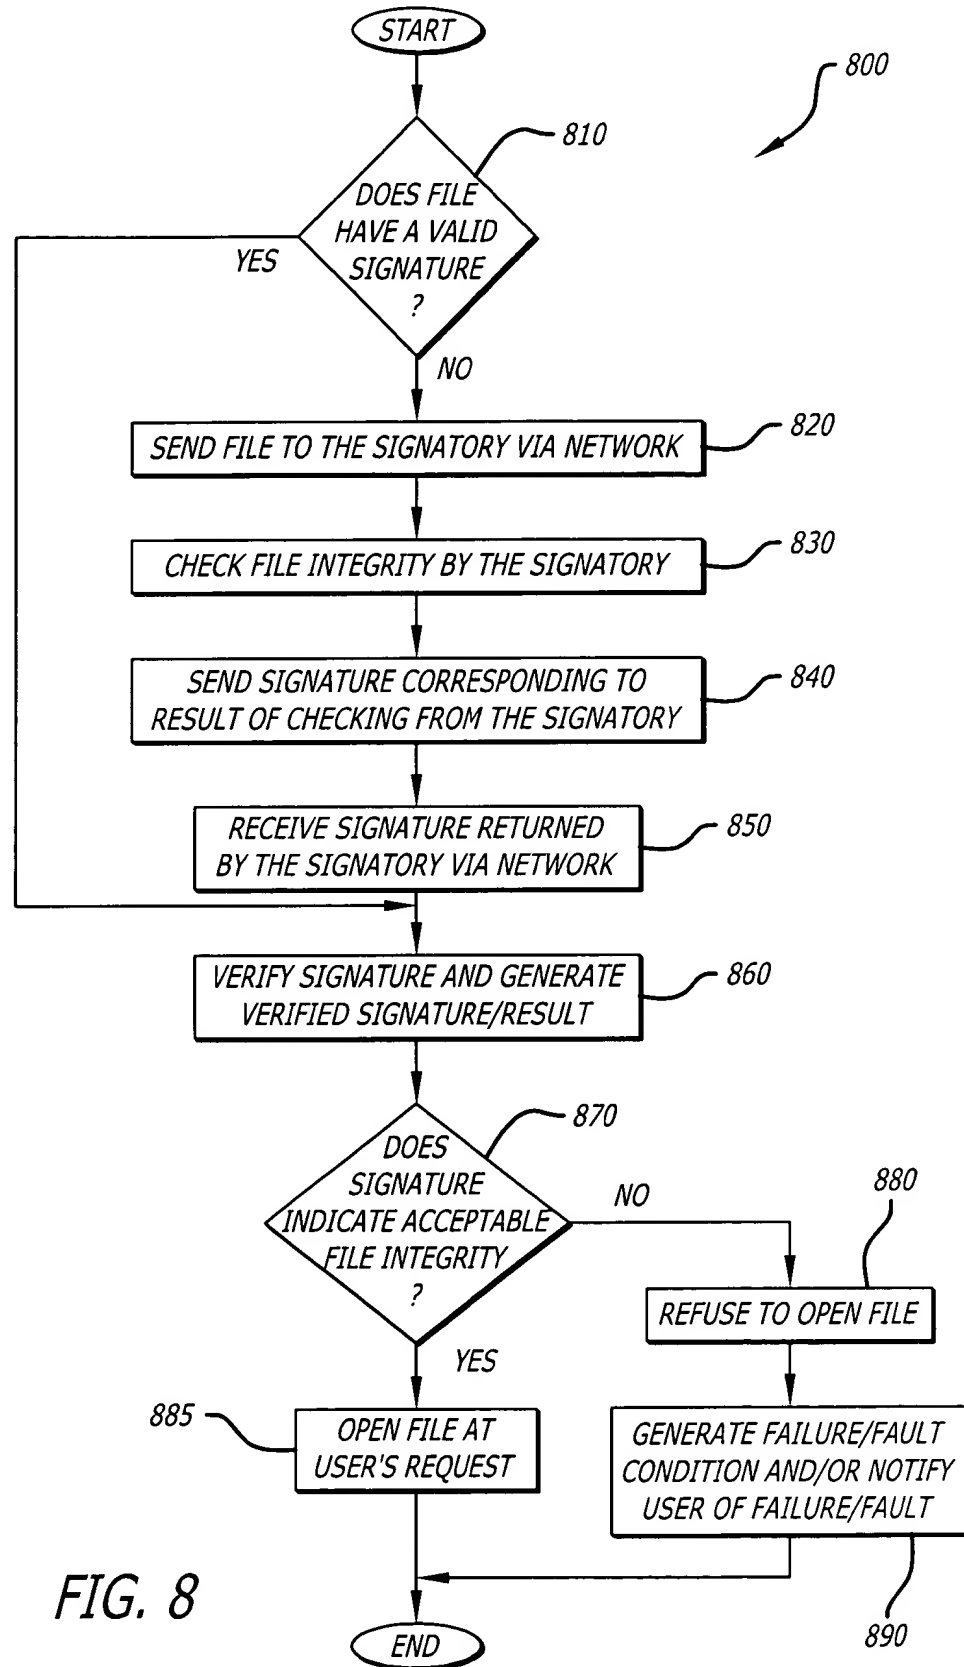 START
800
810
DOES FILE
HAVE A VALID
SIGNATURE
?
YES
NO
820
SEND FILE TO THE SIGNATORY VIA NETWORK
830
CHECK FILE INTEGRITY BY THE SIGNATORY
840
SEND SIGNATURE CORRESPONDING TO
RESULT OF CHECKING FROM THE SIGNATORY
850
RECEIVE SIGNATURE RETURNED
BY THE SIGNATORY VIA NETWORK
860
VERIFY SIGNATURE AND GENERATE
VERIFIED SIGNATURE/RESULT
870
DOES
SIGNATURE
INDICATE ACCEPTABLE
FILE INTEGRITY
?
NO
880
REFUSE TO OPEN FILE
YES
885
OPEN FILE AT
USER'S REQUEST
GENERATE FAILURE/FAULT
CONDITION AND/OR NOTIFY
USER OF FAILURE/FAULT
890
FIG. 8
END